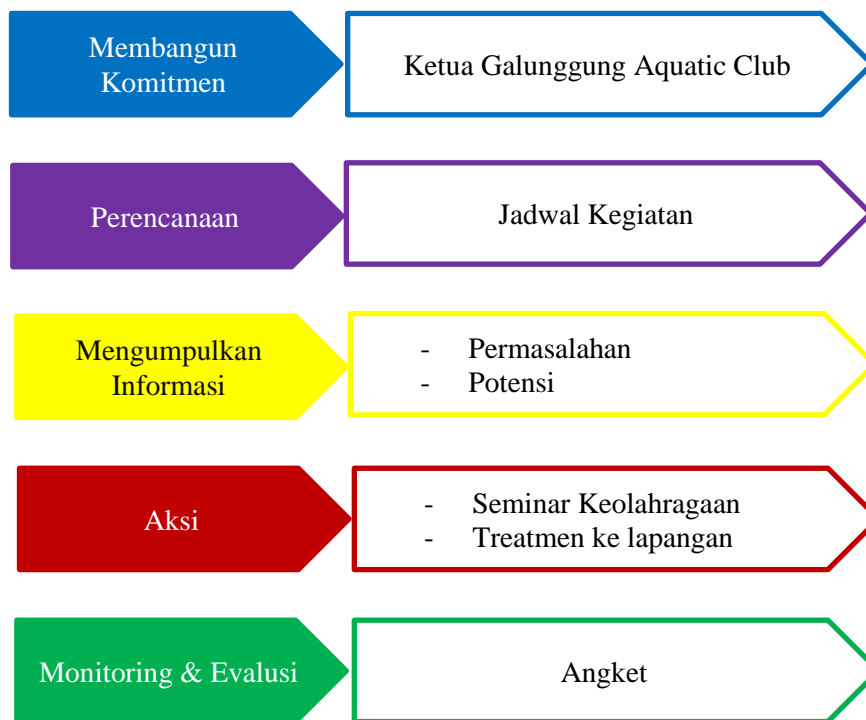 Membangun
Komitmen
Ketua Galunggung Aquatic Club
Perencanaan
Jadwal Kegiatan
Mengumpulkan
Informasi
- Permasalahan
- Potensi
Aksi
- Seminar Keolahragaan
- Treatmen ke lapangan
Monitoring & Evalusi
Angket